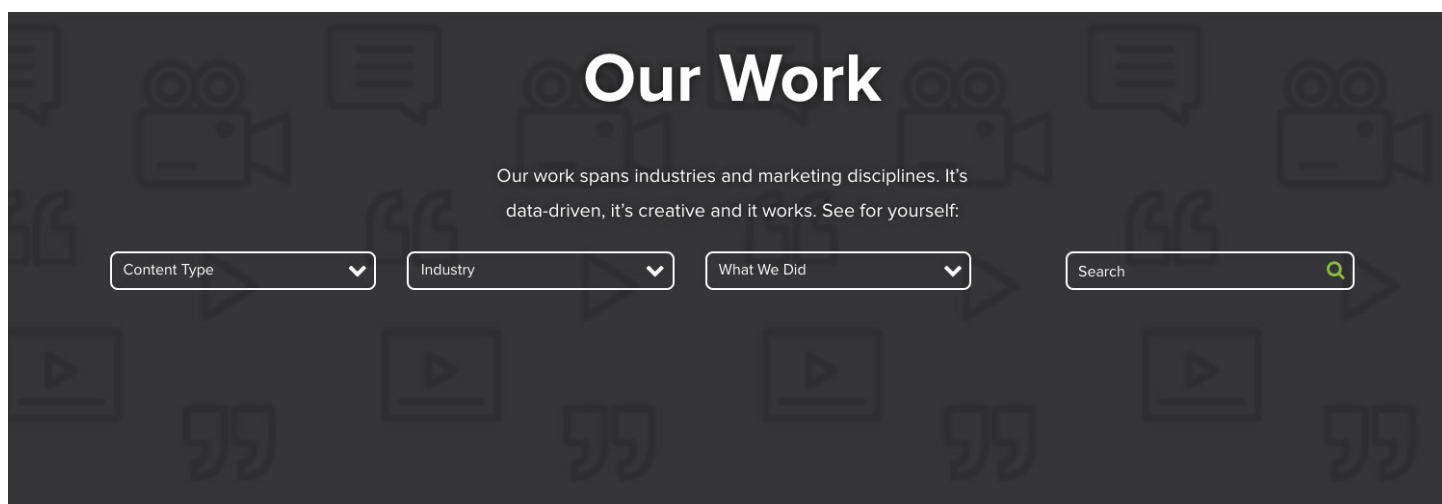 Our Work
Our work spans industries and marketing disciplines. It's
data-driven, it’s creative and it works. See for yourself:
Content Type
Industry
What We Did
Search